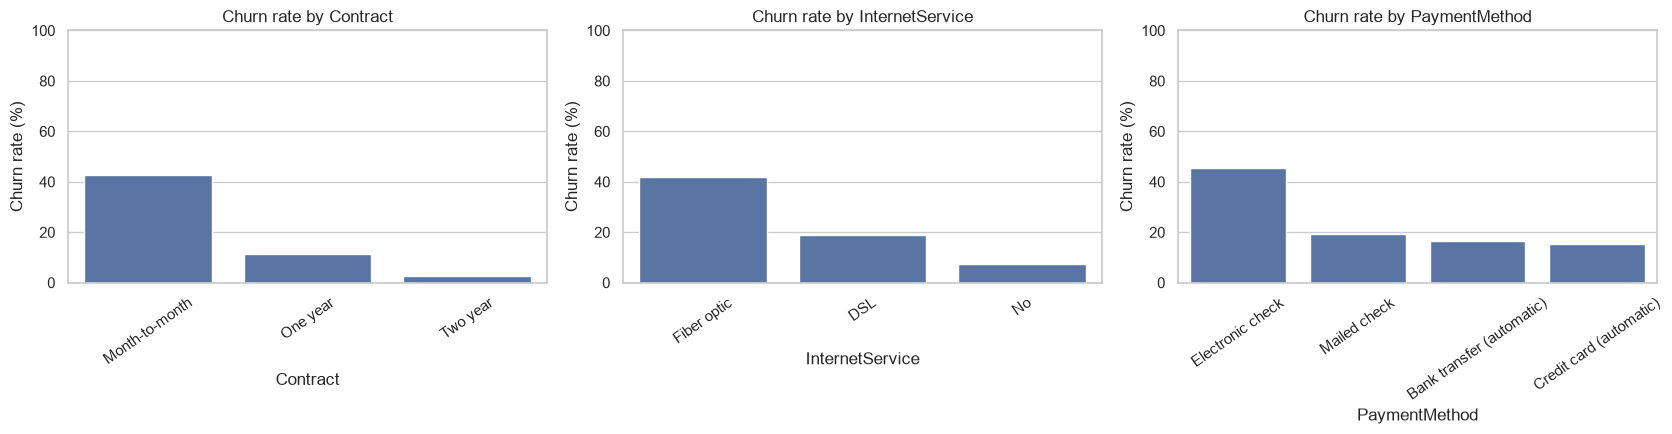 Churn rate by Contract
Churn rate (%)
100
80
60
40
20
0
Month-to-month
One year
Two year
Contract
Churn rate by InternetService
Churn rate (%)
100
80
60
40
20
0
Fiber optic
DSL
No
InternetService
Churn rate by PaymentMethod
Churn rate (%)
100
80
60
40
20
0
Electronic check
Mailed check
Bank transfer (automatic)
Credit card (automatic)
PaymentMethod